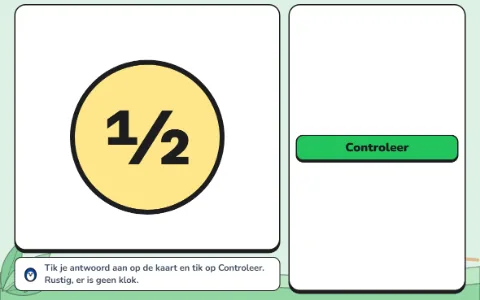 ½
Controleer
Tik je antwoord aan op de kaart en tik op Controleer.
Rustig, er is geen klok.